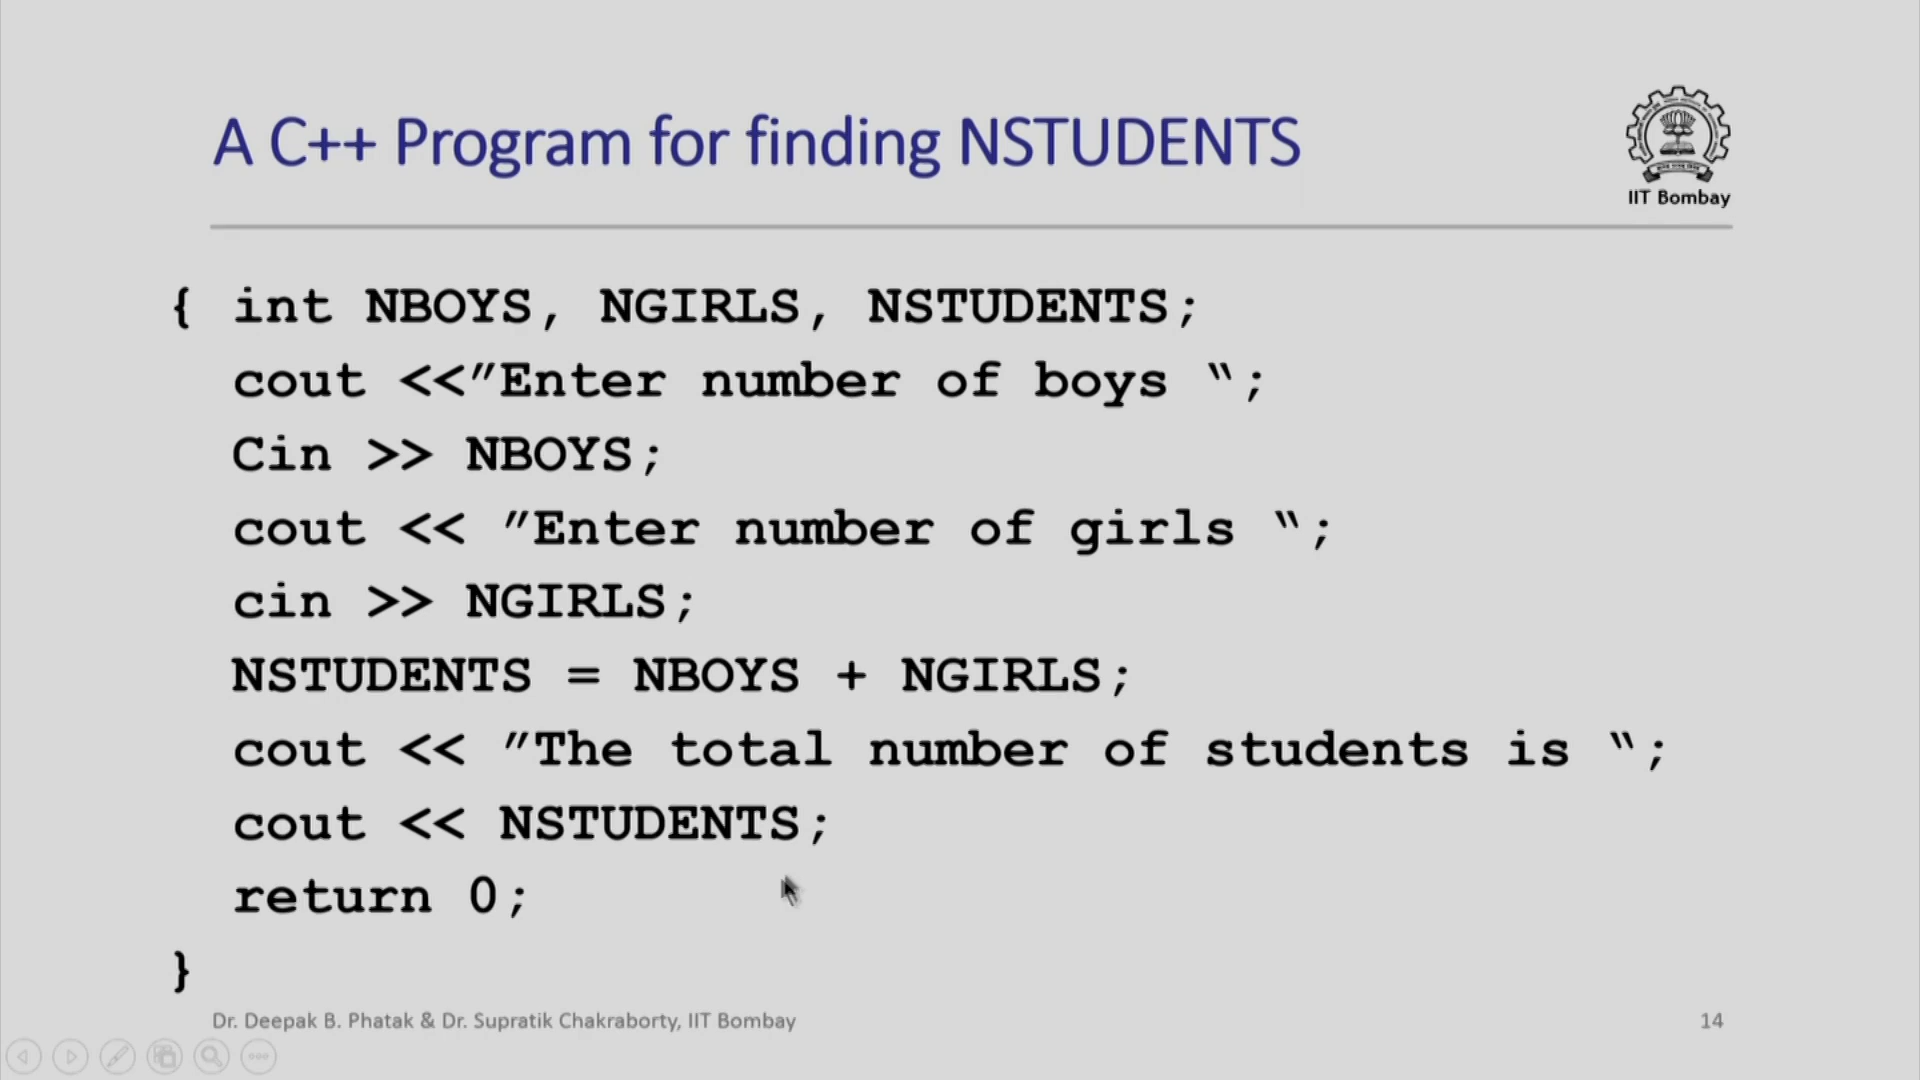 A C++ Program for finding NSTUDENTS
IIT Bombay
{ int NBOYS, NGIRLS, NSTUDENTS;
cout <<”Enter number of boys “;
Cin >> NBOYS;
cout << ”Enter number of girls “;
cin >> NGIRLS;
NSTUDENTS = NBOYS + NGIRLS;
cout << ”The total number of students is “;
cout << NSTUDENTS;
return 0;
}
Dr. Deepak B. Phatak & Dr. Supratik Chakraborty, IIT Bombay
14